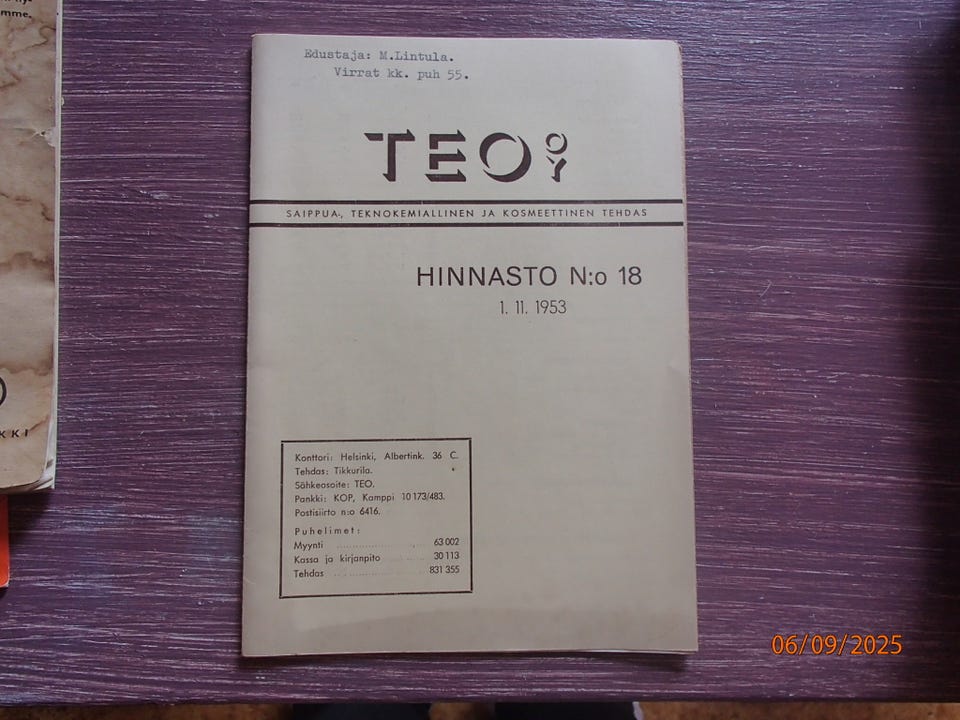 mme.
KKI
Edustaja: M.Lintula.
Virrat kk. puh 55.
TEO OY
SAIPPUA-, TEKNOKEMIALLINEN JA KOSMEETTINEN TEHDAS
HINNASTO N:o 18
1. 11. 1953
Konttori: Helsinki, Albertink. 36 C.
Tehdas: Tikkurila.
Sähkeosoite: TEO.
Pankki: KOP, Kamppi 10 173/483.
Postisiirto n:o 6416.
Puhelimet:
Myynti ................ 63 002
Kassa ja kirjanpito ........... 30 113
Tehdas .................... 831 355
06/09/2025